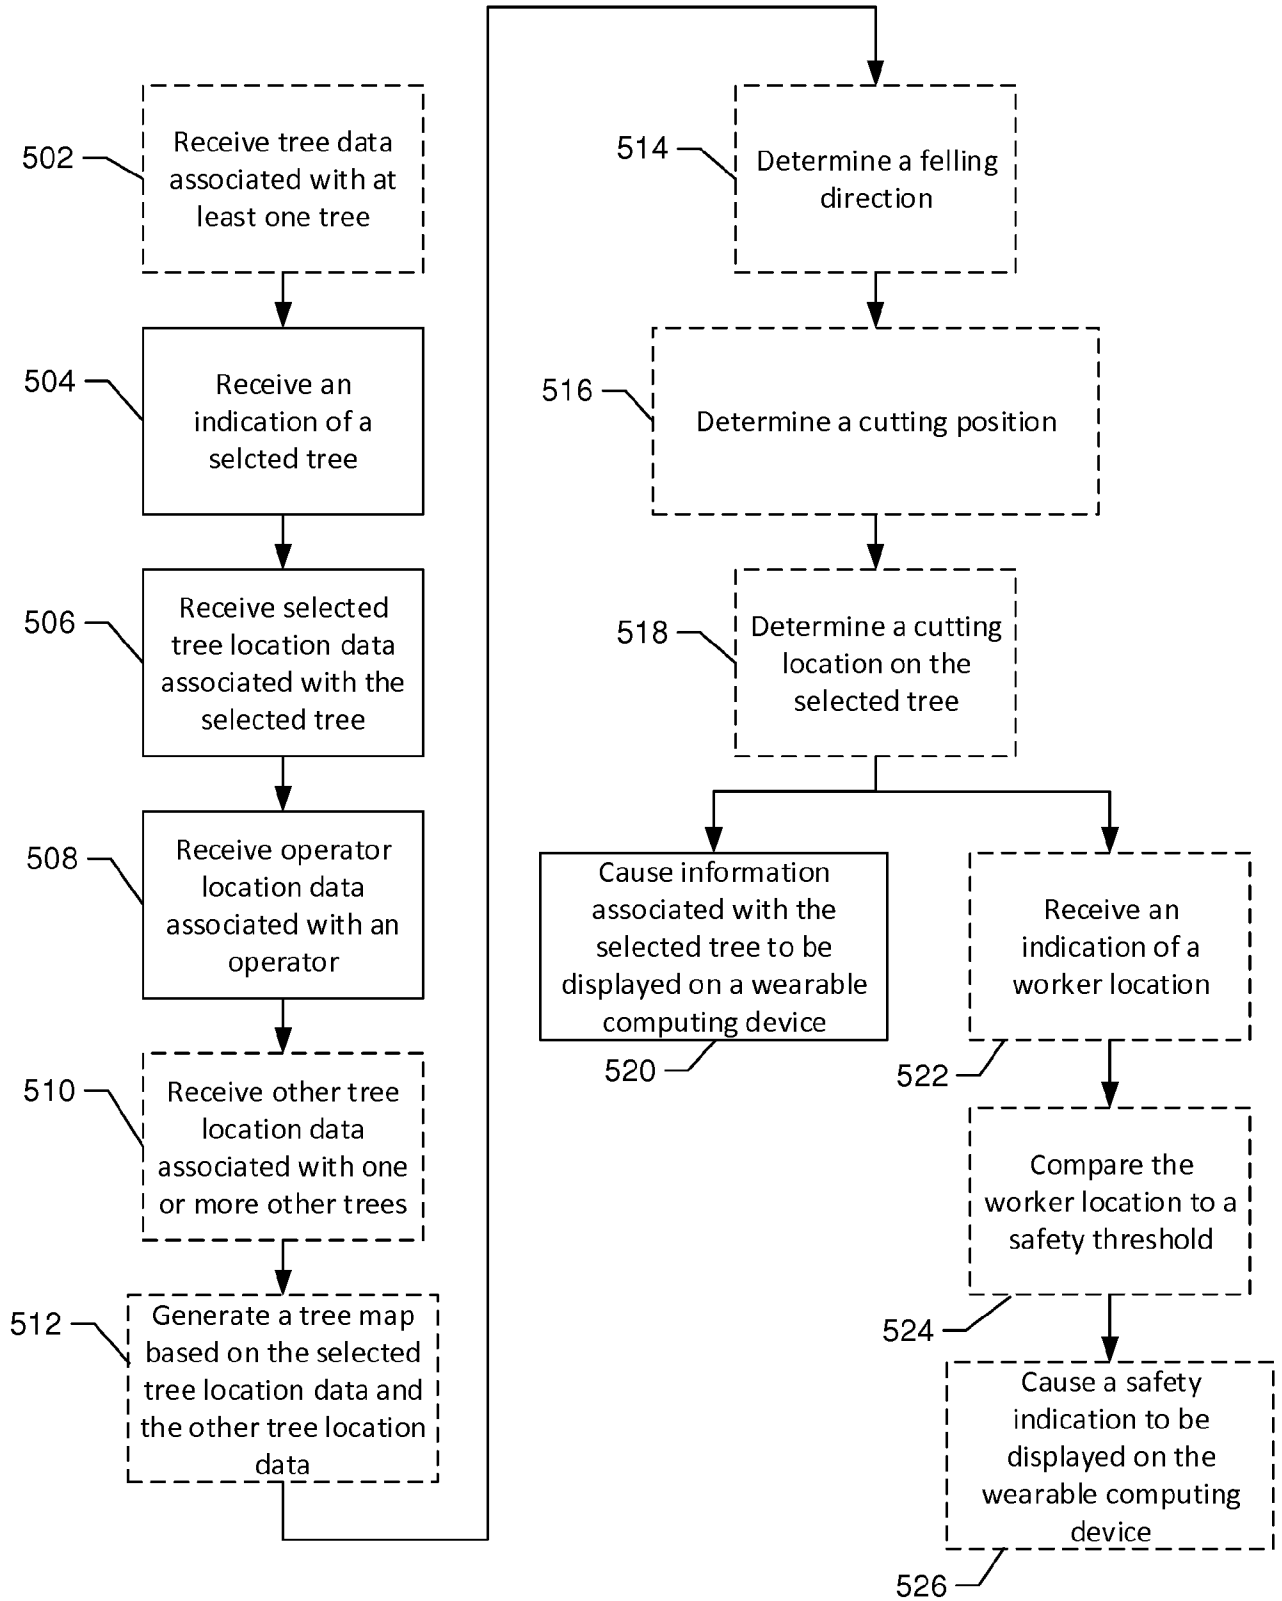 502
Receive tree data
associated with at
least one tree
504
Receive an
indication of a
selcted tree
506
Receive selected
tree location data
associated with the
selected tree
508
Receive operator
location data
associated with an
operator
510
Receive other tree
location data
associated with one
or more other trees
512
Generate a tree map
based on the selected
tree location data and
the other tree location
data
514
Determine a felling
direction
516
Determine a cutting position
518
Determine a cutting
location on the
selected tree
Cause information
associated with the
selected tree to be
displayed on a wearable
computing device
520
Receive an
indication of a
worker location
522
Compare the
worker location to a
safety threshold
524
Cause a safety
indication to be
displayed on the
wearable computing
device
526